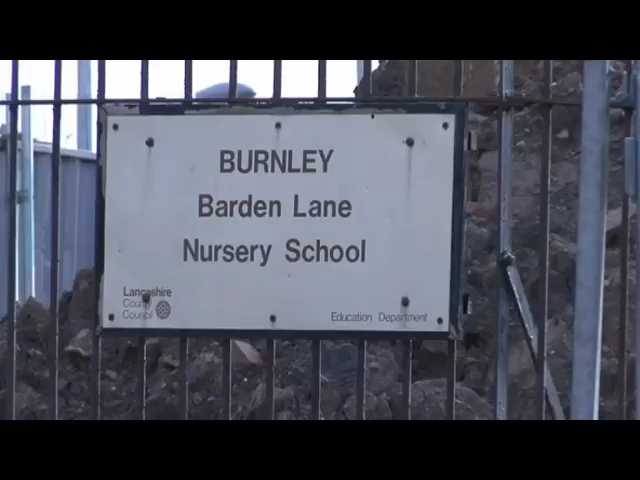 BURNLEY
Barden Lane
Nursery School
Lancashire
County
Council
Education Department